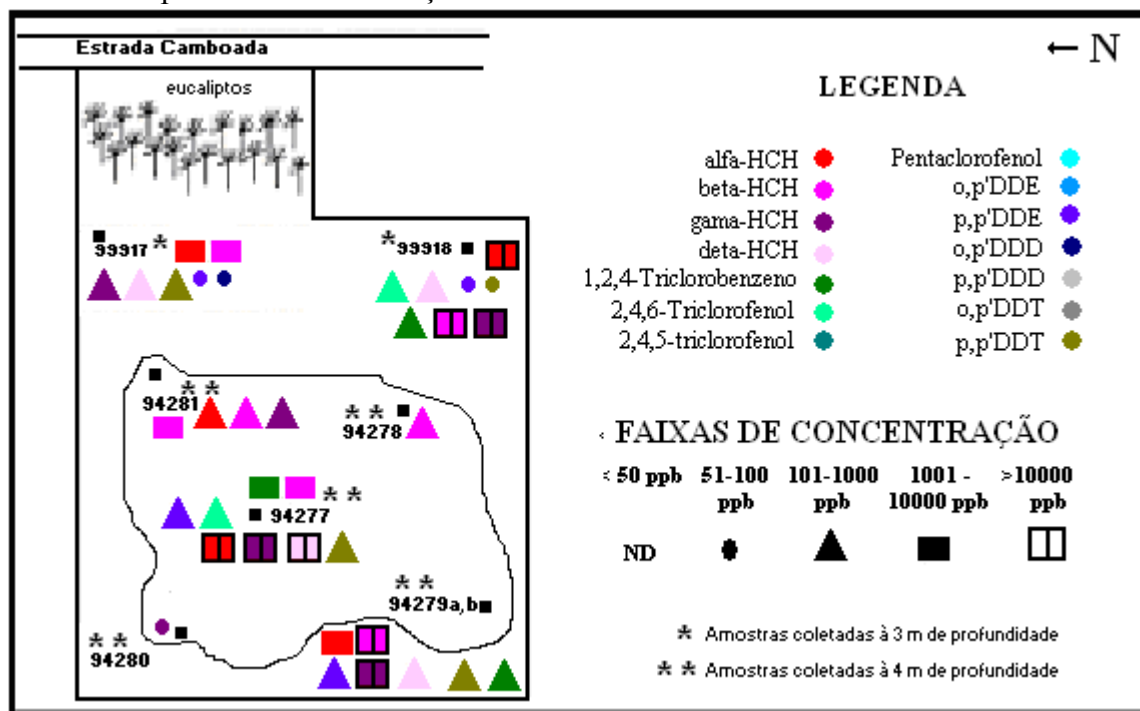 Estrada Camboada
← N
eucaliptos
LEGENDA
alfa-HCH
beta-HCH
gama-HCH
deta-HCH
1,2,4-Triclorobenzeno
2,4,6-Triclorofenol
2,4,5-triclorofenol
Pentaclorofenol
o,p'DDE
p,p'DDE
o,p'DDD
p,p'DDD
o,p'DDT
p,p'DDT
99917 *
* 99918
94281 * *
* * 94278
* * 94277
* * 94279a,b
* * 94280
FAIXAS DE CONCENTRAÇÃO
< 50 ppb
51-100 ppb
101-1000 ppb
1001 - 10000 ppb
>10000 ppb
ND
* Amostras coletadas à 3 m de profundidade
* * Amostras coletadas à 4 m de profundidade